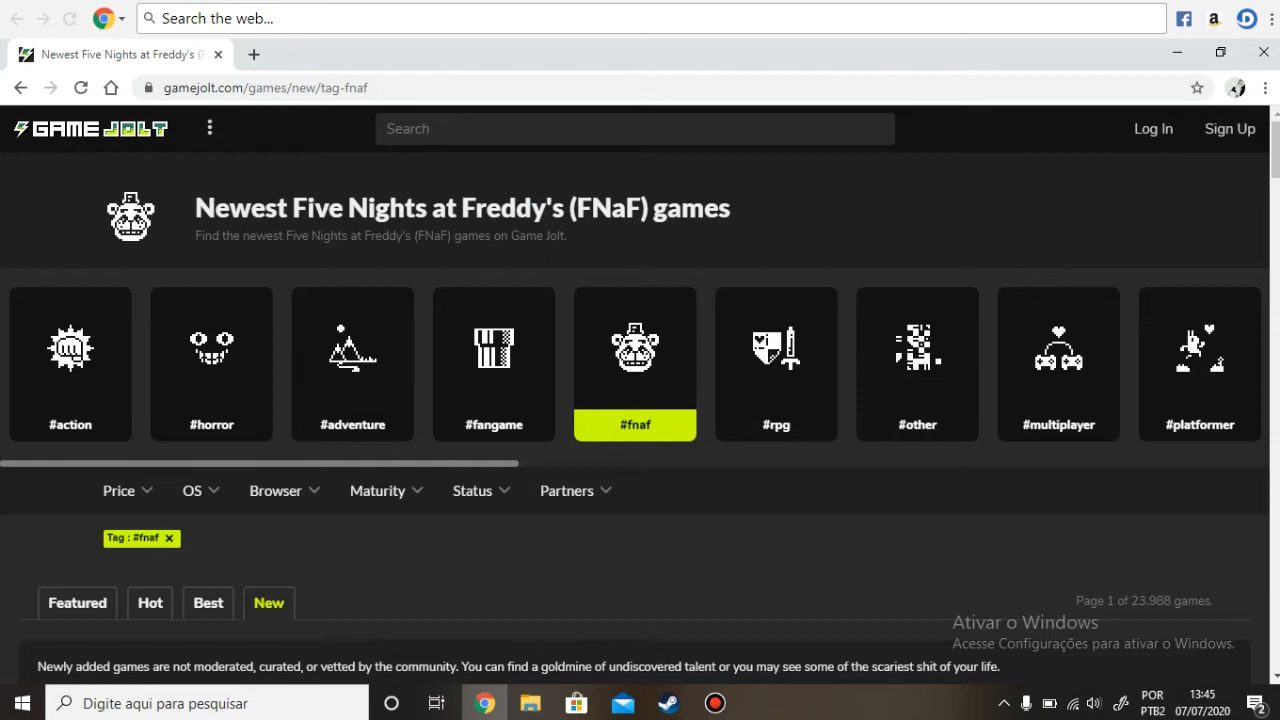 Search the web...
Newest Five Nights at Freddy's (F
gamejolt.com/games/new/tag-fnaf
GAME JOLT
Search
Log In
Sign Up
Newest Five Nights at Freddy's (FNaF) games
Find the newest Five Nights at Freddy's (FNaF) games on Game Jolt.
#action
#horror
#adventure
#fangame
#fnaf
#rpg
#other
#multiplayer
#platformer
Price
OS
Browser
Maturity
Status
Partners
Tag : #fnaf
Featured
Hot
Best
New
Page 1 of 23.988 games.
Ativar o Windows
Acesse Configurações para ativar o Windows.
Newly added games are not moderated, curated, or vetted by the community. You can find a goldmine of undiscovered talent or you may see some of the scariest shit of your life.
Digite aqui para pesquisar
POR
PTB2
13:45
07/07/2020
2